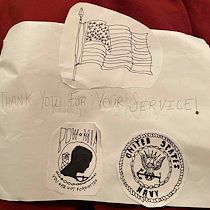 THANK YOU FOR YOUR SERVICE!
POW★MIA
YOU ARE NOT FORGOTTEN
UNITED STATES
NAVY